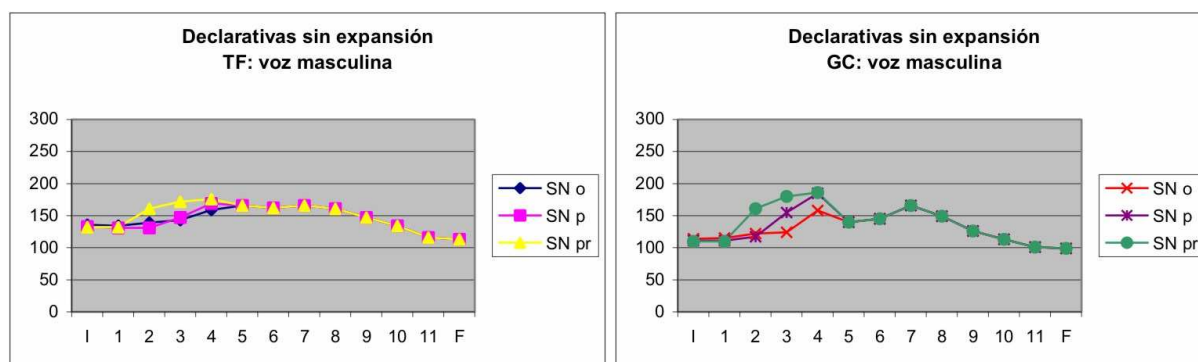 Declarativas sin expansión
TF: voz masculina
300
250
200
150
100
50
0
I 1 2 3 4 5 6 7 8 9 10 11 F
SN o
SN p
SN pr
Declarativas sin expansión
GC: voz masculina
300
250
200
150
100
50
0
I 1 2 3 4 5 6 7 8 9 10 11 F
SN o
SN p
SN pr